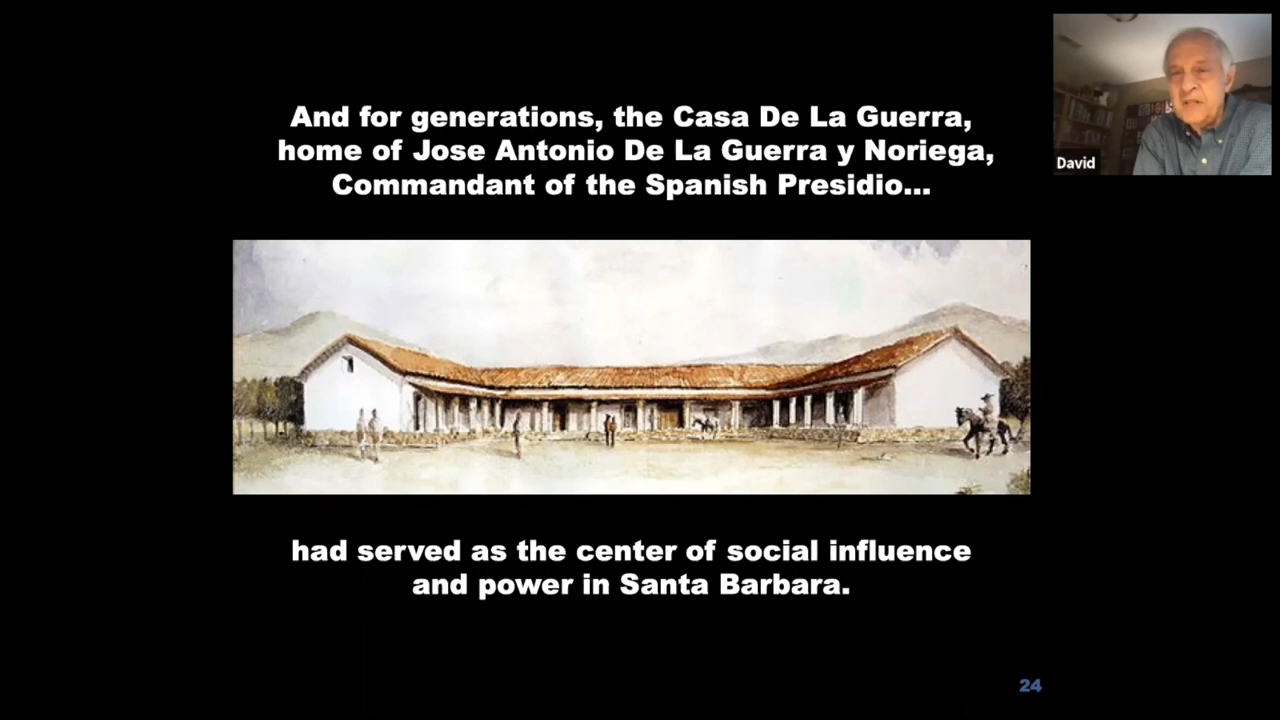 And for generations, the Casa De La Guerra,
home of Jose Antonio De La Guerra y Noriega,
Commandant of the Spanish Presidio...
David
had served as the center of social influence
and power in Santa Barbara.
24